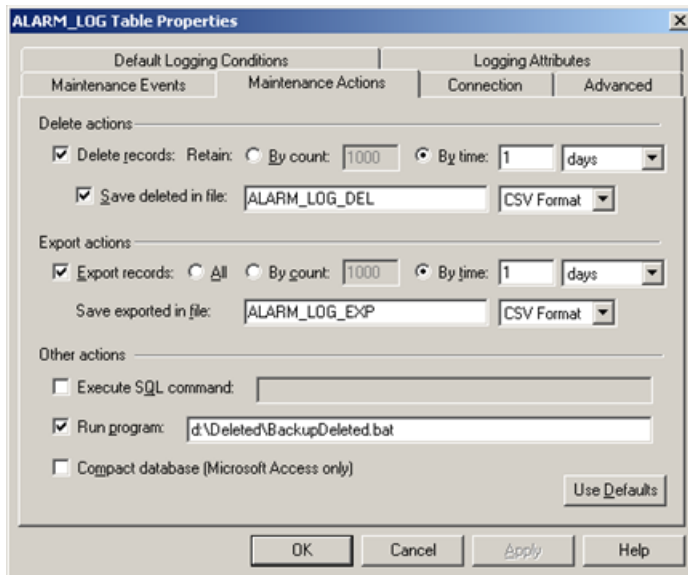 ALARM_LOG Table Properties
Default Logging Conditions Logging Attributes
Maintenance Events Maintenance Actions Connection Advanced
Delete actions
Delete records: Retain: By count: 1000 By time: 1 days
Save deleted in file: ALARM_LOG_DEL CSV Format
Export actions
Export records: All By count: 1000 By time: 1 days
Save exported in file: ALARM_LOG_EXP CSV Format
Other actions
Execute SQL command:
Run program: d:\Deleted\BackupDeleted.bat
Compact database (Microsoft Access only)
Use Defaults
OK Cancel Apply Help